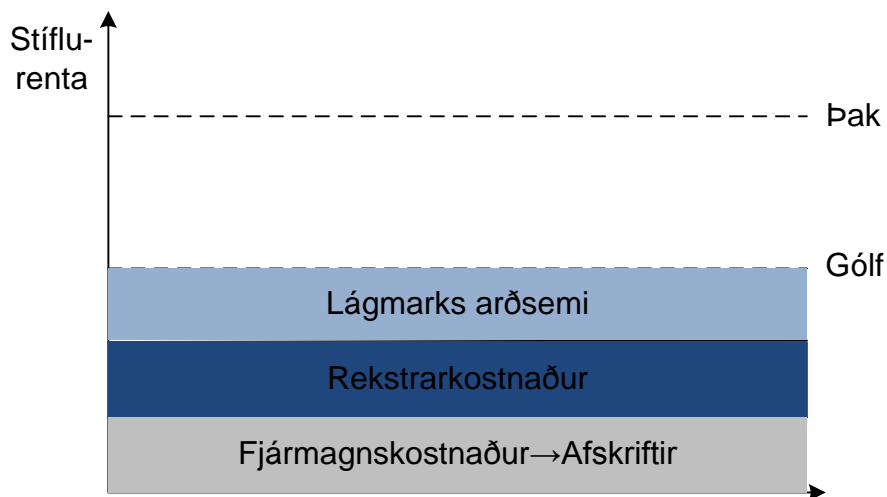 Stíflu-
renta
Þak
Gólf
Lágmarks arðsemi
Rekstrarkostnaður
Fjármagnskostnaður→Afskriftir